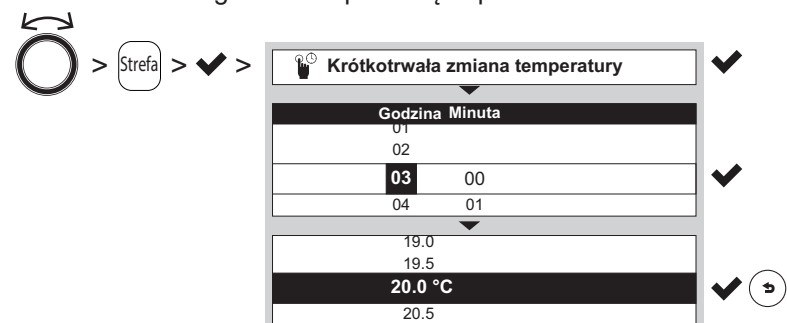 > Strefa > >
Krótkotrwała zmiana temperatury
Godzina Minuta
01
02
03 00
04 01
19.0
19.5
20.0 °C
20.5